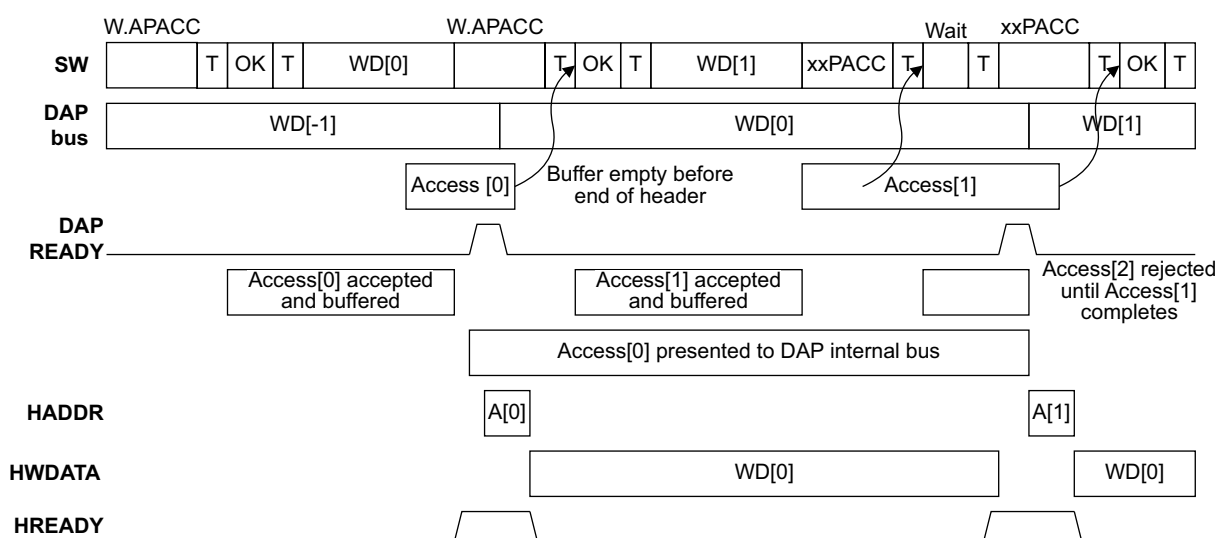 W.APACC W.APACC Wait xxPACC
SW T OK T WD[0] T OK T WD[1] xxPACC T T T OK T
DAP
bus
WD[-1] WD[0] WD[1]
Access [0] Buffer empty before
end of header
Access[1]
DAP
READY
Access[0] accepted
and buffered
Access[1] accepted
and buffered
Access[2] rejected
until Access[1]
completes
Access[0] presented to DAP internal bus
HADDR A[0] A[1]
HWDATA WD[0] WD[0]
HREADY